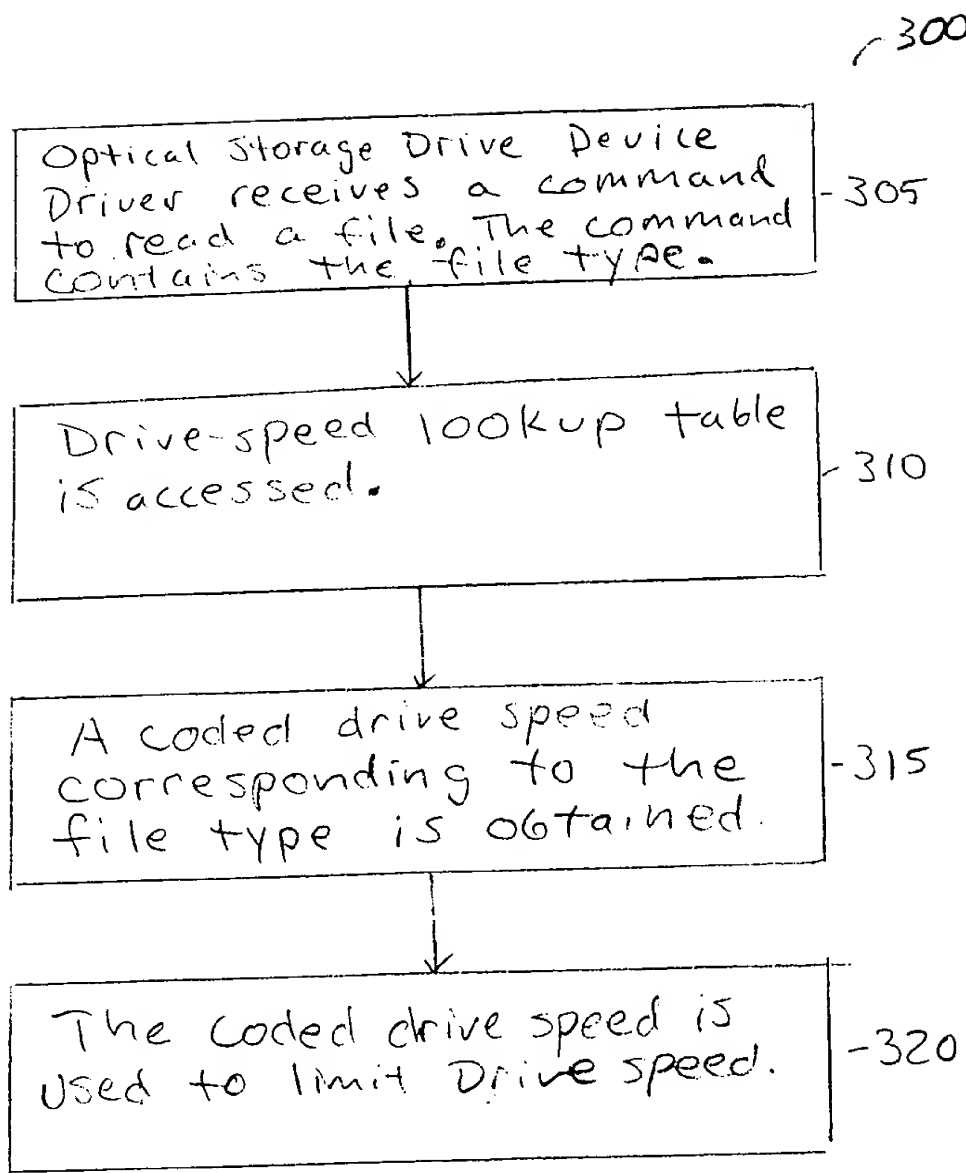 300
Optical Storage Drive Device
Driver receives a command
to read a file. The command
contains the file type.
305
Drive-speed lookup table
is accessed.
310
A coded drive speed
corresponding to the
file type is obtained.
315
The coded drive speed is
used to limit Drive speed.
320